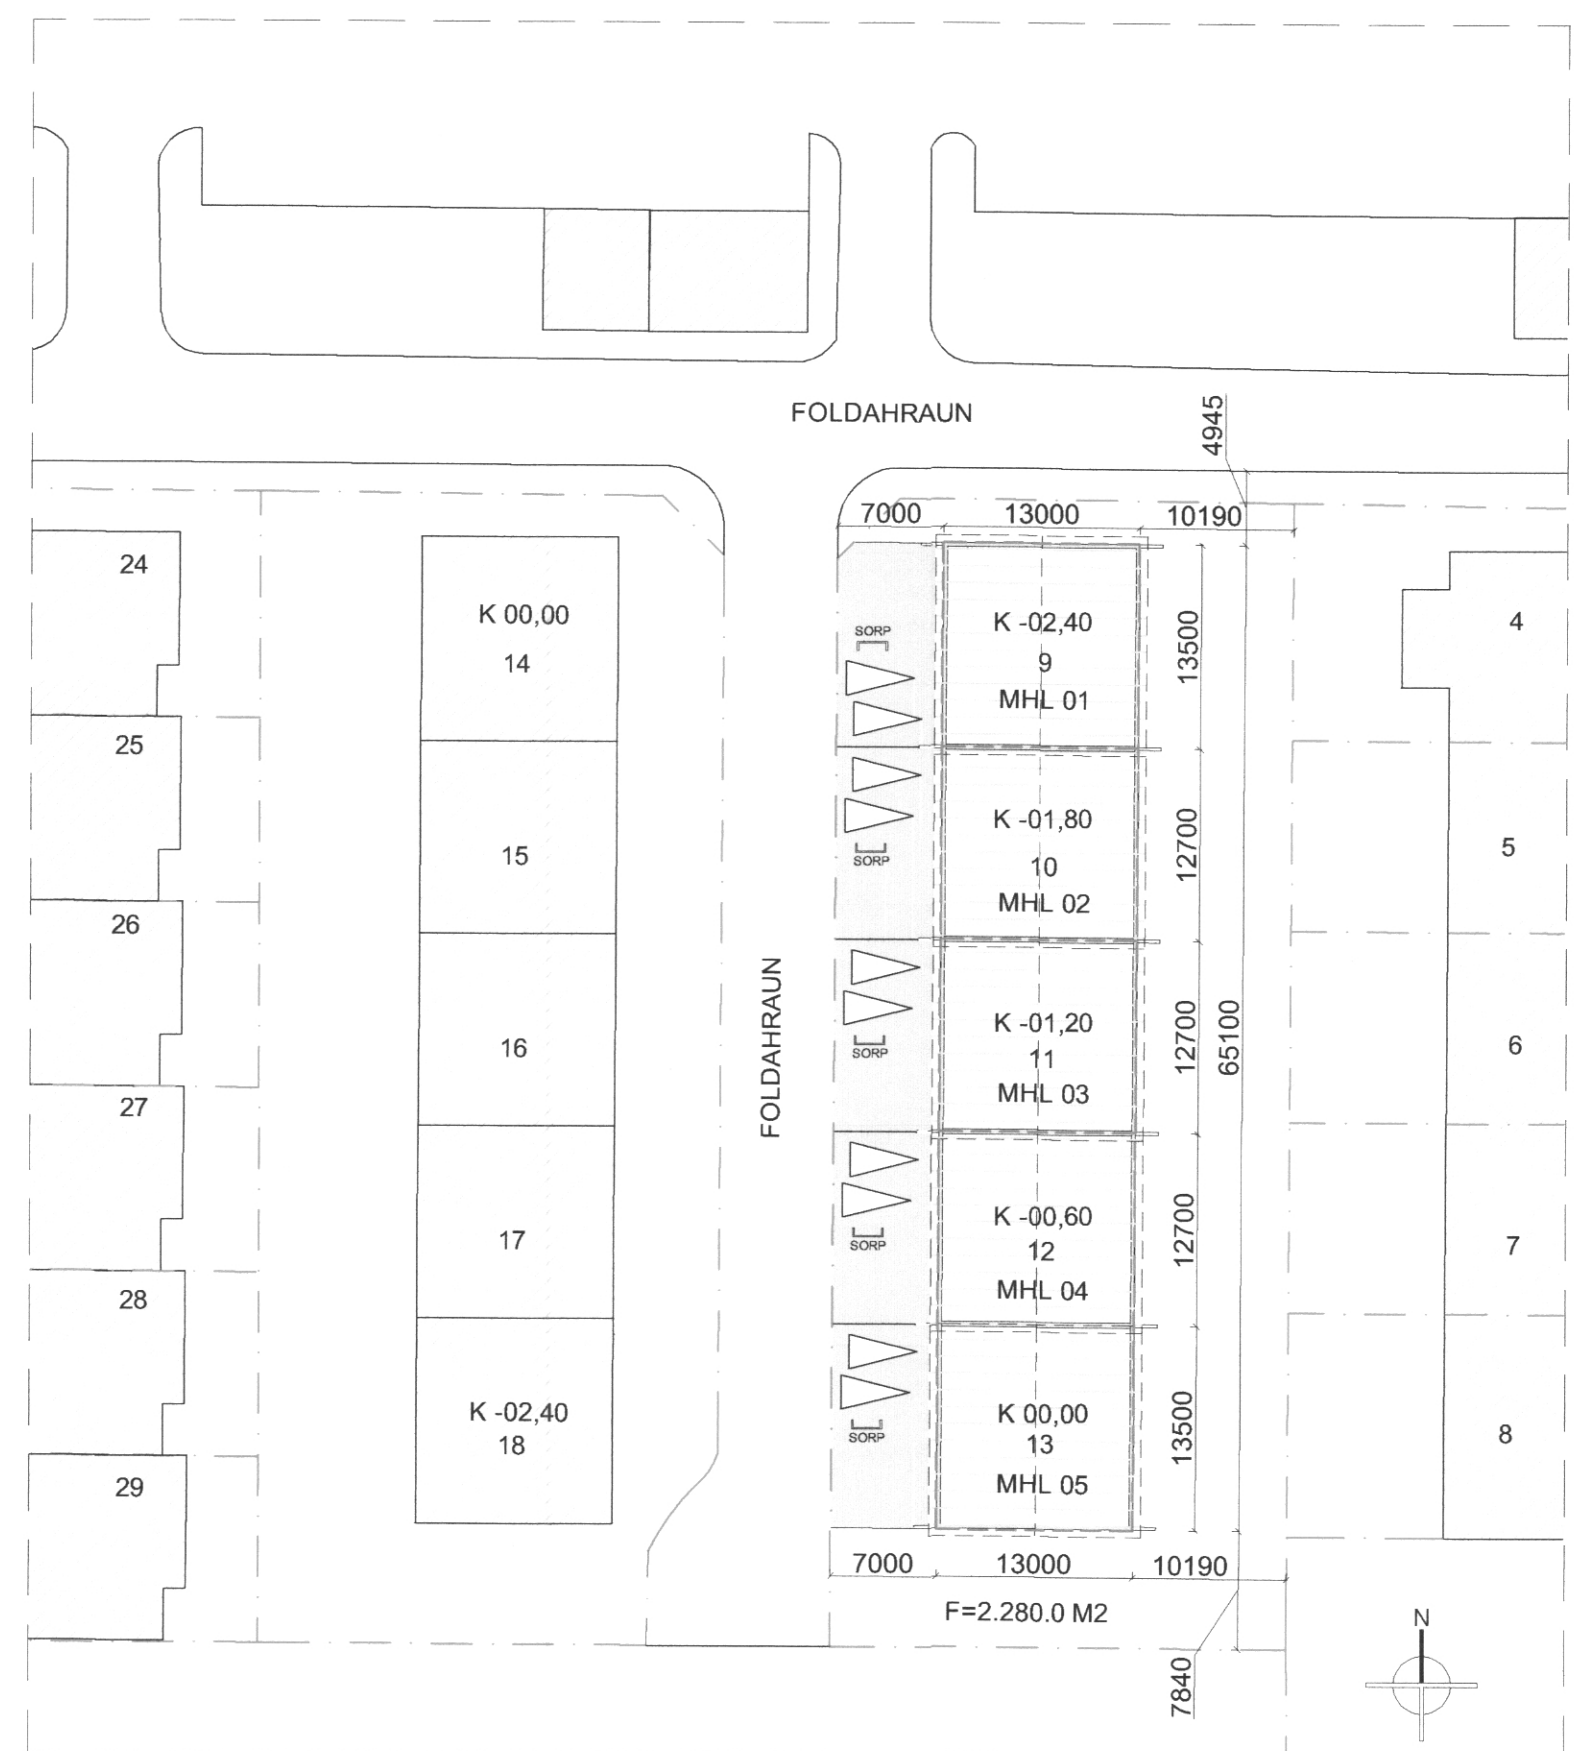 FOLDAHRAUN
4945
7000
13000
10190
24
25
26
27
28
29
K 00,00
14
15
16
17
K -02,40
18
FOLDAHRAUN
SORP
SORP
SORP
SORP
SORP
K -02,40
9
MHL 01
K -01,80
10
MHL 02
K -01,20
11
MHL 03
K -00,60
12
MHL 04
K 00,00
13
MHL 05
13500
12700
12700
12700
13500
65100
4
5
6
7
8
7000
13000
10190
F=2.280.0 M2
7840
N